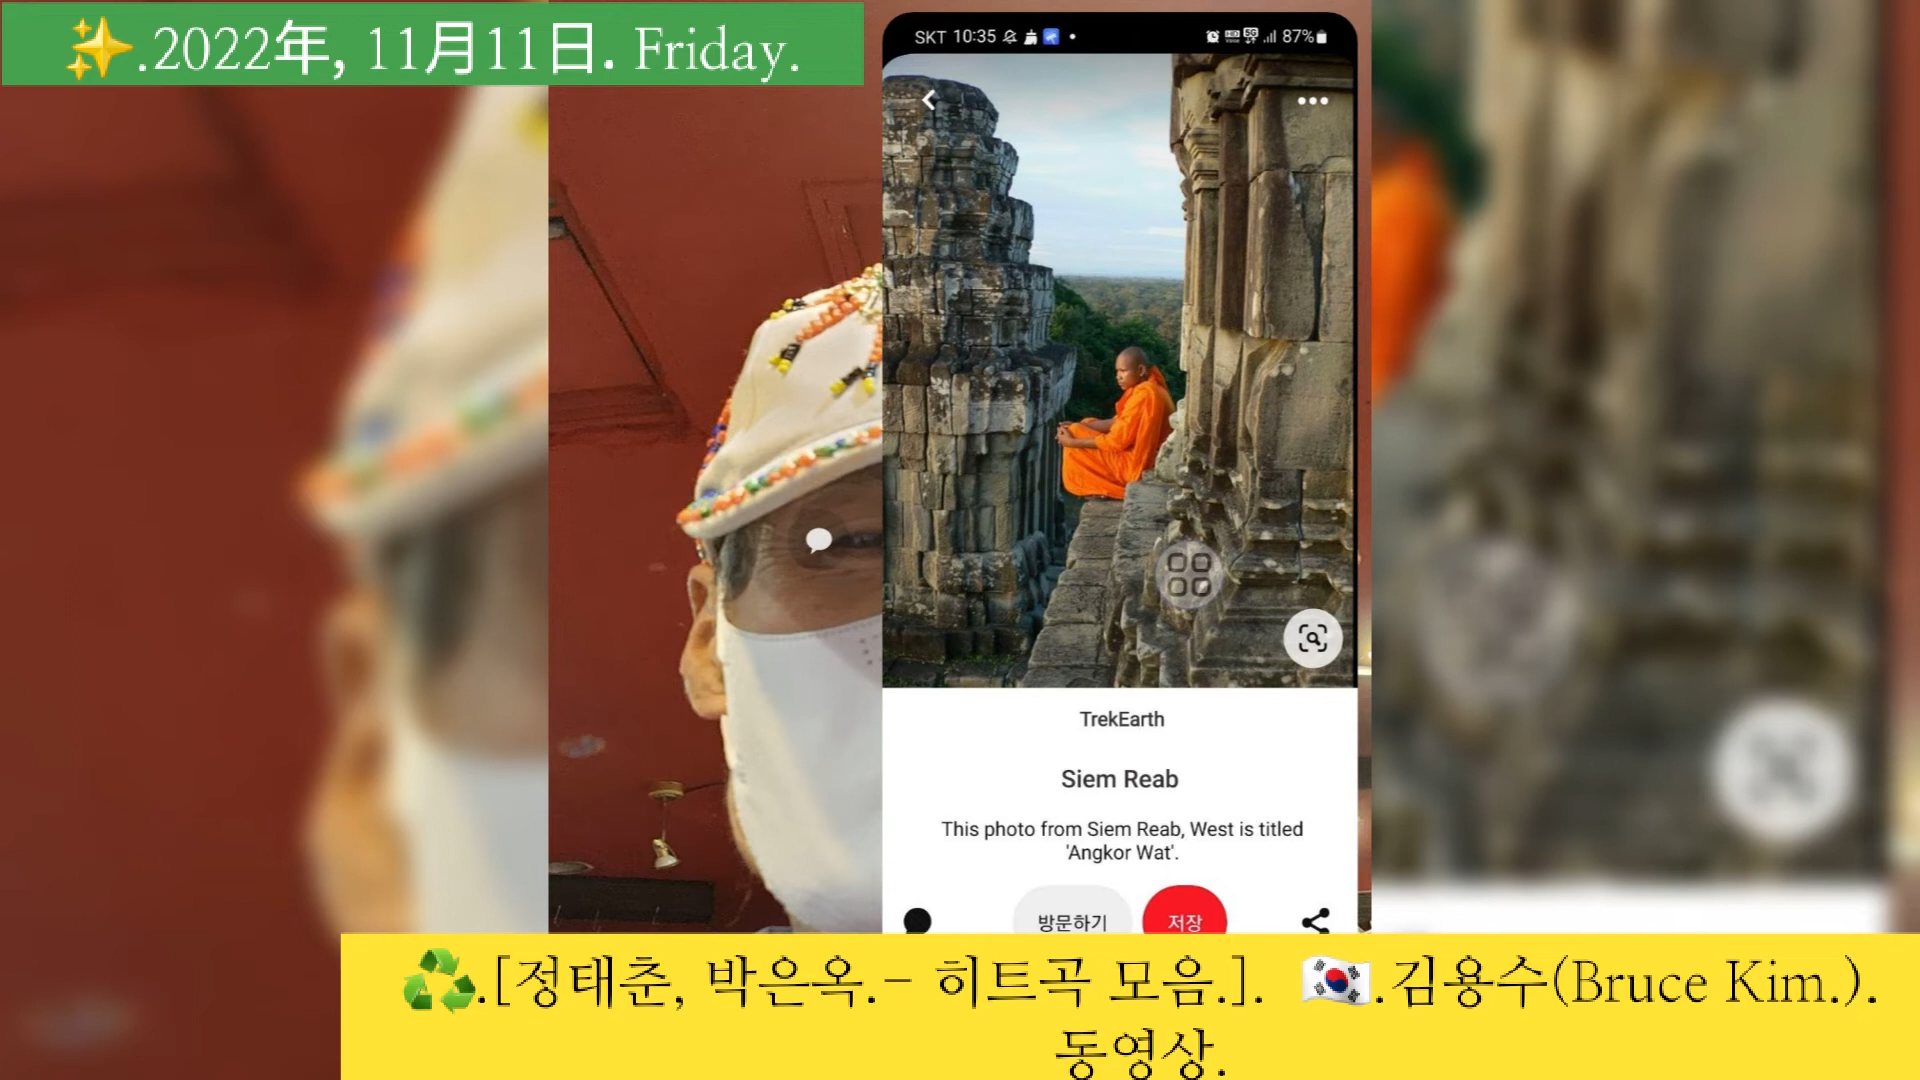 ✨.2022年, 11月11日. Friday.
SKT 10:35
87%
TrekEarth
Siem Reab
This photo from Siem Reab, West is titled
'Angkor Wat'.
방문하기
저장
♻️.[정태춘, 박은옥.- 히트곡 모음.]. 🇰🇷.김용수(Bruce Kim.).
동영상.